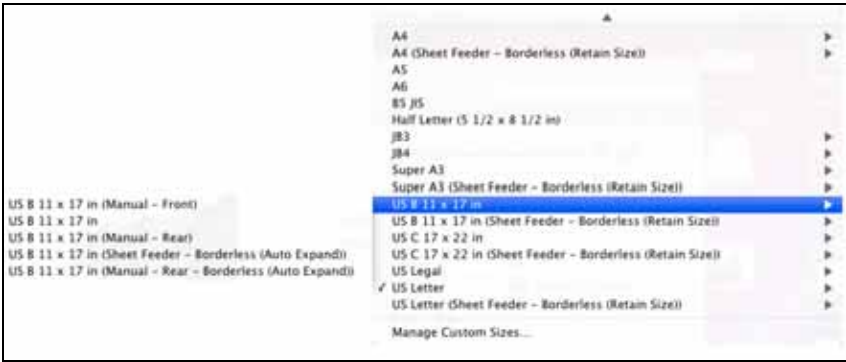 A4
A4 (Sheet Feeder – Borderless (Retain Size))
A5
A6
B5 JIS
Half Letter (5 1/2 x 8 1/2 in)
JB3
JB4
Super A3
Super A3 (Sheet Feeder – Borderless (Retain Size))
US B 11 x 17 in
US B 11 x 17 in (Sheet Feeder – Borderless (Retain Size))
US C 17 x 22 in
US C 17 x 22 in (Sheet Feeder – Borderless (Retain Size))
US Legal
✓ US Letter
US Letter (Sheet Feeder – Borderless (Retain Size))
Manage Custom Sizes...
US B 11 x 17 in (Manual – Front)
US B 11 x 17 in
US B 11 x 17 in (Manual – Rear)
US B 11 x 17 in (Sheet Feeder – Borderless (Auto Expand))
US B 11 x 17 in (Manual – Rear – Borderless (Auto Expand))